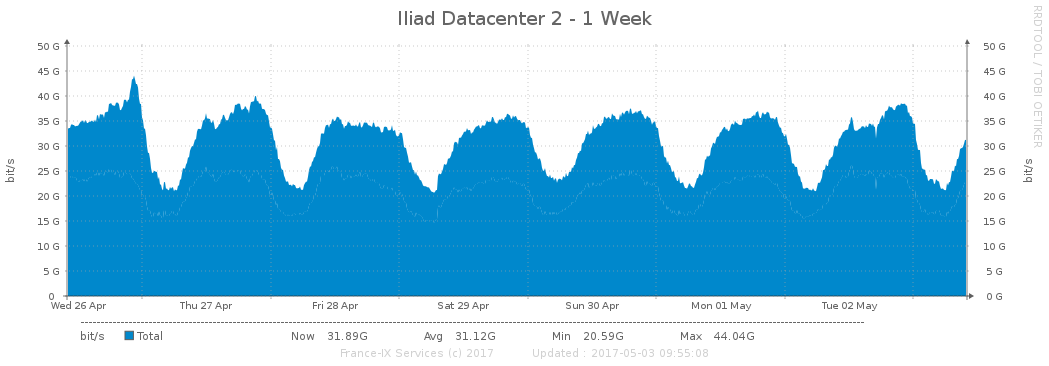 Iliad Datacenter 2 - 1 Week
RRDTOOL / TOBI OETIKER
bit/s
50 G 50 G
45 G 45 G
40 G 40 G
35 G 35 G
30 G 30 G
25 G 25 G
20 G 20 G
15 G 15 G
10 G 10 G
5 G 5 G
0 0 G
bit/s
Wed 26 Apr Thu 27 Apr Fri 28 Apr Sat 29 Apr Sun 30 Apr Mon 01 May Tue 02 May
bit/s Total Now 31.89G Avg 31.12G Min 20.59G Max 44.04G
France-IX Services (c) 2017 Updated : 2017-05-03 09:55:08